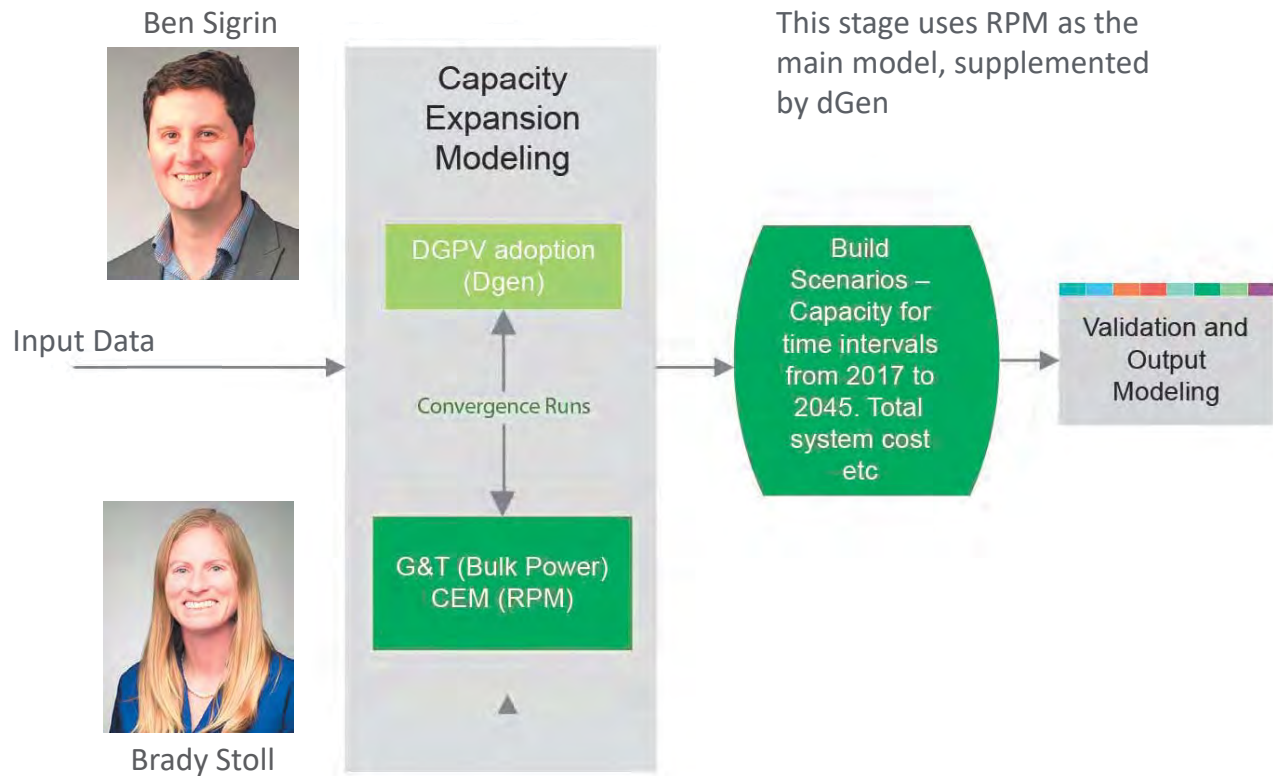 Ben Sigrin
This stage uses RPM as the
main model, supplemented
by dGen
Capacity
Expansion
Modeling
DGPV adoption
(Dgen)
Input Data
Convergence Runs
Build
Scenarios –
Capacity for
time intervals
from 2017 to
2045. Total
system cost
etc
Validation and
Output
Modeling
G&T (Bulk Power)
CEM (RPM)
Brady Stoll